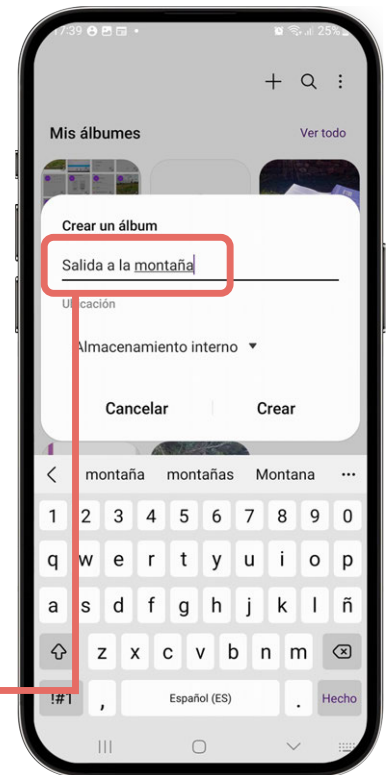 17:39 25%
Mis álbumes Ver todo
Crear un álbum
Salida a la montaña
Ubicación
Almacenamiento interno
Cancelar Crear
montaña montañas Montana ...
1 2 3 4 5 6 7 8 9 0
q w e r t y u i o p
a s d f g h j k l ñ
z x c v b n m
!#1 , Español (ES) . Hecho